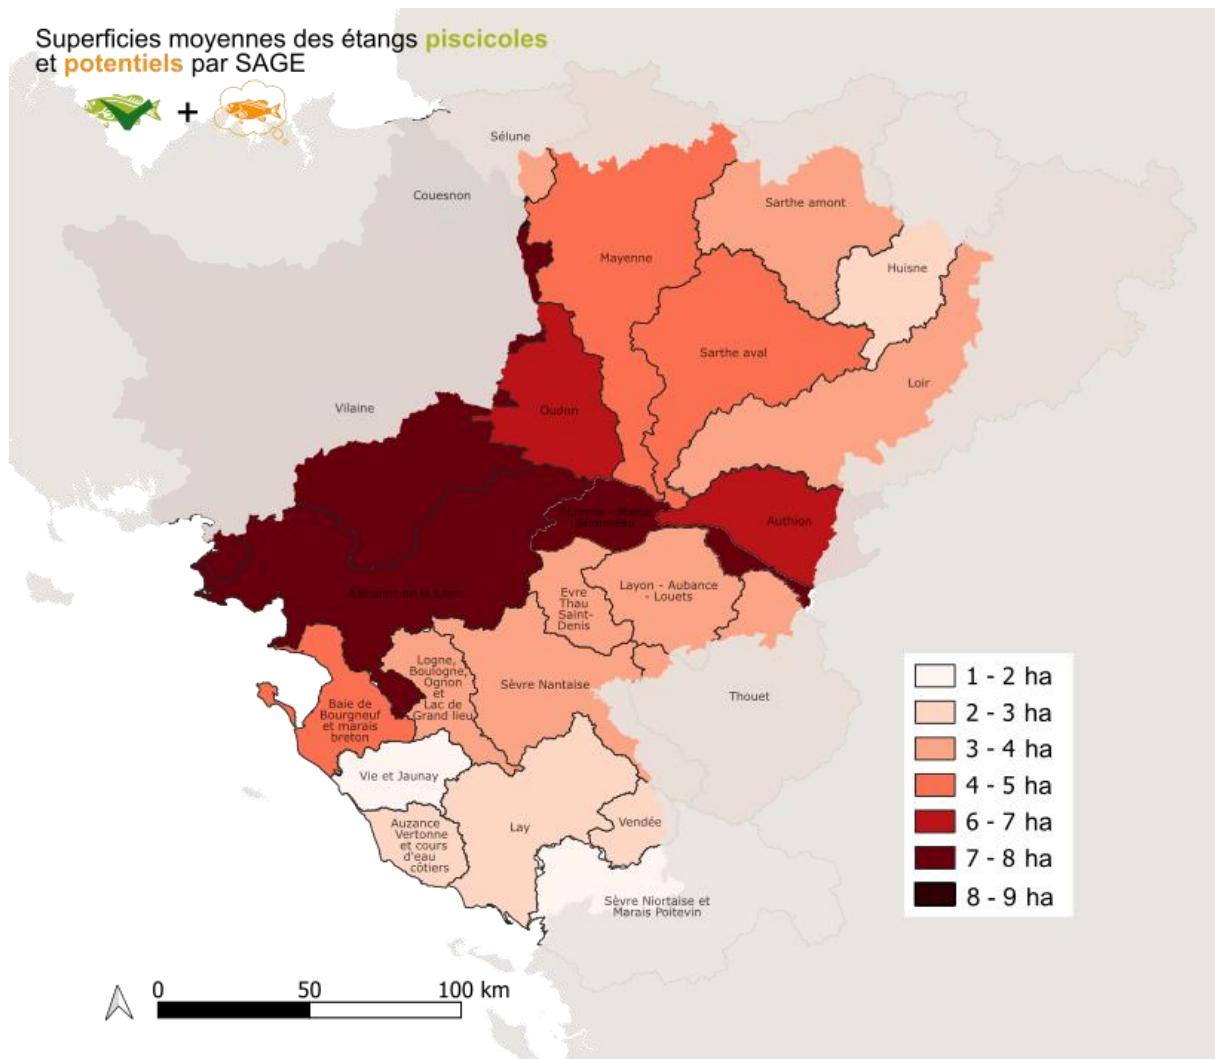 Superficies moyennes des étangs piscicoles
et potentiels par SAGE
+
Sélune
Couesnon
Sarthe amont
Mayenne
Huisne
Sarthe aval
Loir
Vilaine
Oudon
Authion
Estuaire de la Loire
Evre
Thau
Saint-
Denis
Layon - Aubance
- Louets
Logne,
Boulogne,
Ognon
et
Lac de
Grand lieu
Sèvre Nantaise
Thouet
Baie de
Bourgneuf
et marais
breton
Vie et Jaunay
Auzance
Vertonne
et cours
d'eau
côtiers
Lay
Vendée
Sèvre Niortaise et
Marais Poitevin
1 - 2 ha
2 - 3 ha
3 - 4 ha
4 - 5 ha
6 - 7 ha
7 - 8 ha
8 - 9 ha
0 50 100 km